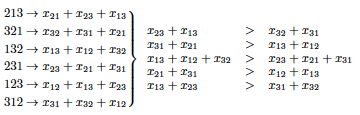 213 → x₂₁ + x₂₃ + x₁₃
321 → x₃₂ + x₃₁ + x₂₁
132 → x₁₃ + x₁₂ + x₃₂
231 → x₂₃ + x₂₁ + x₃₁
123 → x₁₂ + x₁₃ + x₂₃
312 → x₃₁ + x₃₂ + x₁₂
}
x₂₃ + x₁₃ > x₃₂ + x₃₁
x₃₁ + x₂₁ > x₁₃ + x₁₂
x₁₃ + x₁₂ + x₃₂ > x₂₃ + x₂₁ + x₃₁
x₂₁ + x₃₁ > x₁₂ + x₁₃
x₁₃ + x₂₃ > x₃₁ + x₃₂